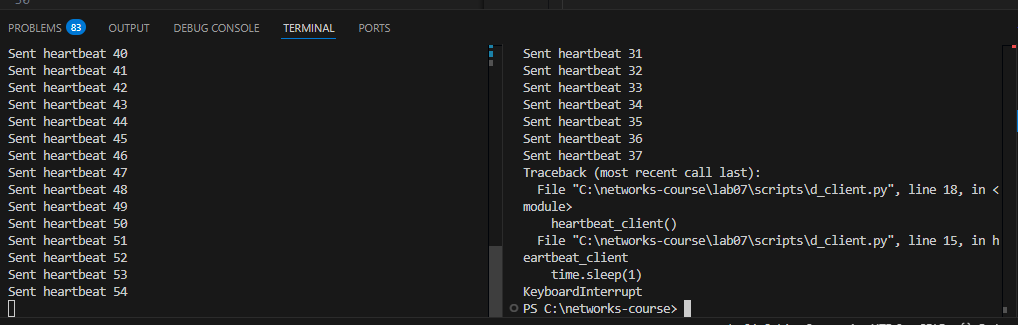 PROBLEMS 83 OUTPUT DEBUG CONSOLE TERMINAL PORTS
Sent heartbeat 40
Sent heartbeat 41
Sent heartbeat 42
Sent heartbeat 43
Sent heartbeat 44
Sent heartbeat 45
Sent heartbeat 46
Sent heartbeat 47
Sent heartbeat 48
Sent heartbeat 49
Sent heartbeat 50
Sent heartbeat 51
Sent heartbeat 52
Sent heartbeat 53
Sent heartbeat 54
Sent heartbeat 31
Sent heartbeat 32
Sent heartbeat 33
Sent heartbeat 34
Sent heartbeat 35
Sent heartbeat 36
Sent heartbeat 37
Traceback (most recent call last):
File "C:\networks-course\lab07\scripts\d_client.py", line 18, in <
module>
heartbeat_client()
File "C:\networks-course\lab07\scripts\d_client.py", line 15, in h
eartbeat_client
time.sleep(1)
KeyboardInterrupt
PS C:\networks-course>